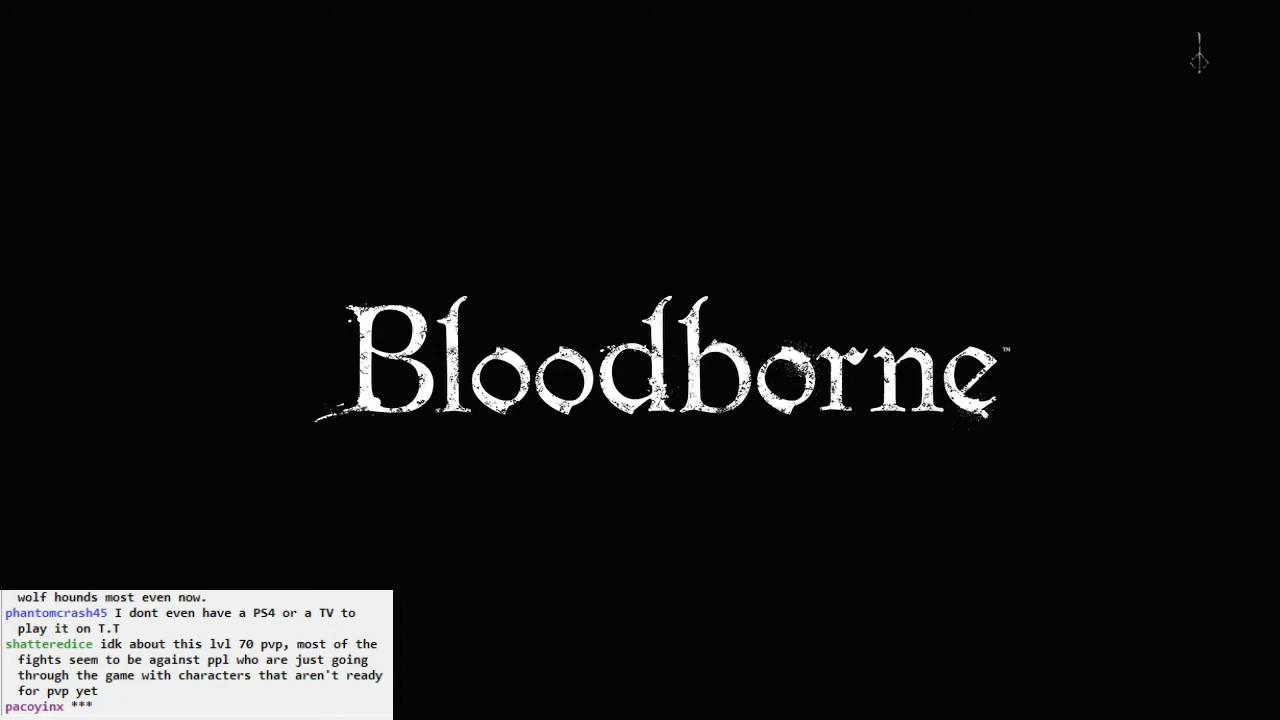 Bloodborne™
wolf hounds most even now.
phantomcrash45 I dont even have a PS4 or a TV to
play it on T.T
shatteredice idk about this lvl 70 pvp, most of the
fights seem to be against ppl who are just going
through the game with characters that aren't ready
for pvp yet
pacoyinx ***